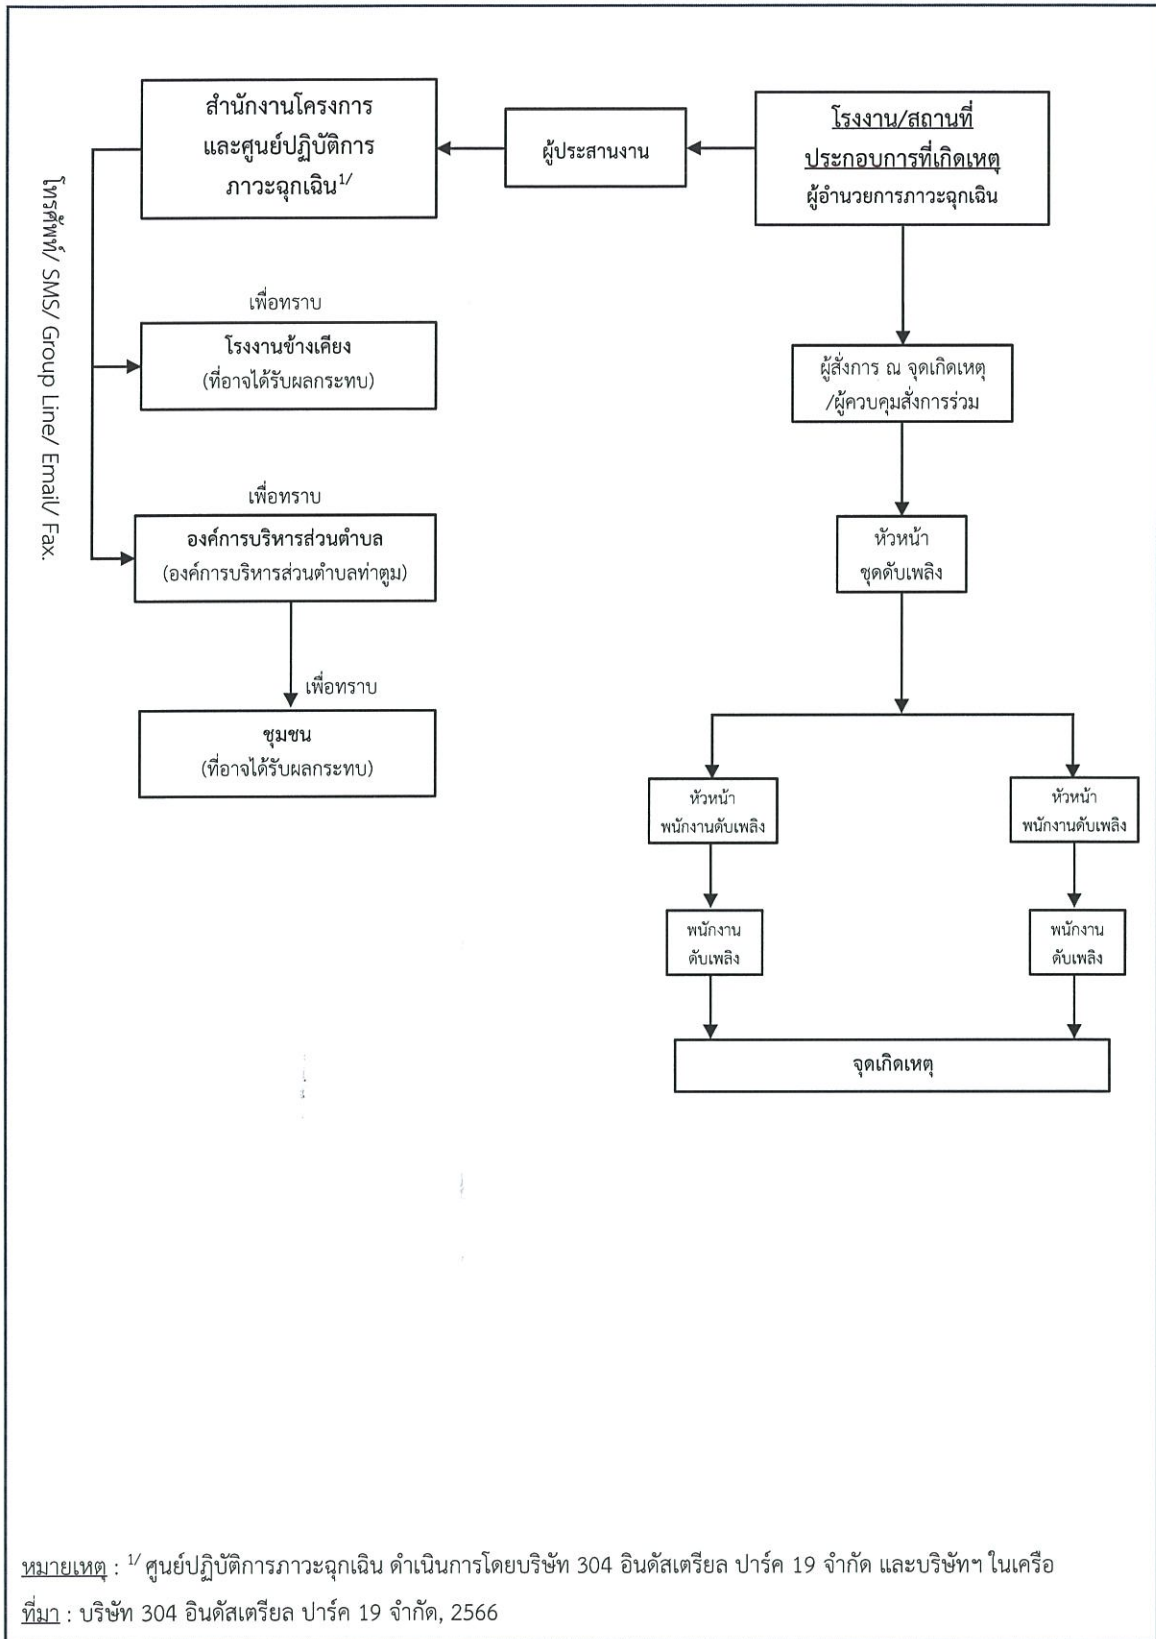 สำนักงานโครงการ
และศูนย์ปฏิบัติการ
ภาวะฉุกเฉิน1/
ผู้ประสานงาน
โรงงาน/สถานที่
ประกอบการที่เกิดเหตุ
ผู้อำนวยการภาวะฉุกเฉิน
โทรศัพท์/ SMS/ Group Line/ Email/ Fax.
เพื่อทราบ
โรงงานข้างเคียง
(ที่อาจได้รับผลกระทบ)
ผู้สั่งการ ณ จุดเกิดเหตุ
/ผู้ควบคุมสั่งการร่วม
เพื่อทราบ
องค์การบริหารส่วนตำบล
(องค์การบริหารส่วนตำบลท่าตูม)
หัวหน้า
ชุดดับเพลิง
เพื่อทราบ
ชุมชน
(ที่อาจได้รับผลกระทบ)
หัวหน้า
พนักงานดับเพลิง
หัวหน้า
พนักงานดับเพลิง
พนักงาน
ดับเพลิง
พนักงาน
ดับเพลิง
จุดเกิดเหตุ
หมายเหตุ : 1/ ศูนย์ปฏิบัติการภาวะฉุกเฉิน ดำเนินการโดยบริษัท 304 อินดัสเตรียล ปาร์ค 19 จำกัด และบริษัทฯ ในเครือ
ที่มา : บริษัท 304 อินดัสเตรียล ปาร์ค 19 จำกัด, 2566